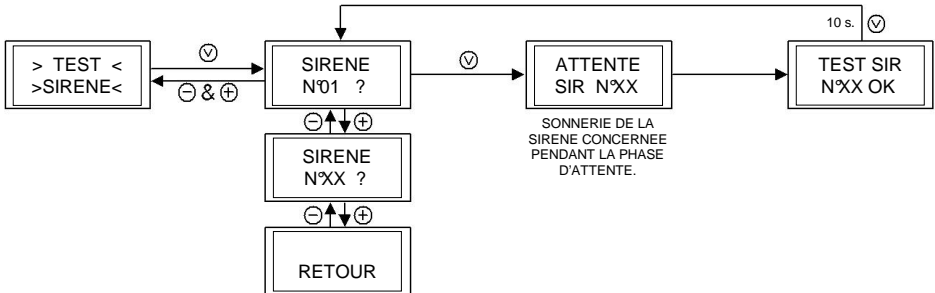 10 s. V
> TEST <
>SIRENE<
V
- & +
SIRENE
N°01 ?
V
ATTENTE
SIR N°XX
TEST SIR
N°XX OK
- +
SONNERIE DE LA
SIRENE CONCERNEE
PENDANT LA PHASE
D'ATTENTE.
SIRENE
N°XX ?
- +
RETOUR